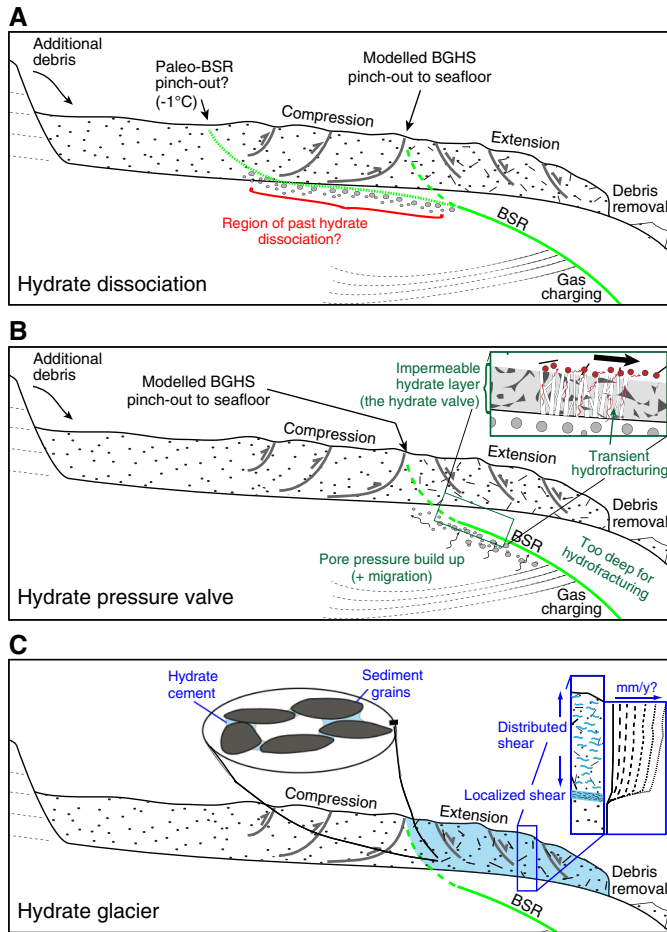 A
Additional
debris
Paleo-BSR
pinch-out?
(-1°C)
Modelled BGHS
pinch-out to seafloor
Compression
Extension
Debris
removal
Region of past hydrate
dissociation?
BSR
Gas
charging
Hydrate dissociation
B
Additional
debris
Modelled BGHS
pinch-out to seafloor
Impermeable
hydrate layer
(the hydrate valve)
Compression
Extension
Transient
hydrofracturing
Debris
removal
BSR
Too deep for
hydrofracturing
Pore pressure build up
(+ migration)
Gas
charging
Hydrate pressure valve
C
Hydrate
cement
Sediment
grains
mm/y?
Distributed
shear
Localized shear
Compression
Extension
Debris
removal
BSR
Hydrate glacier